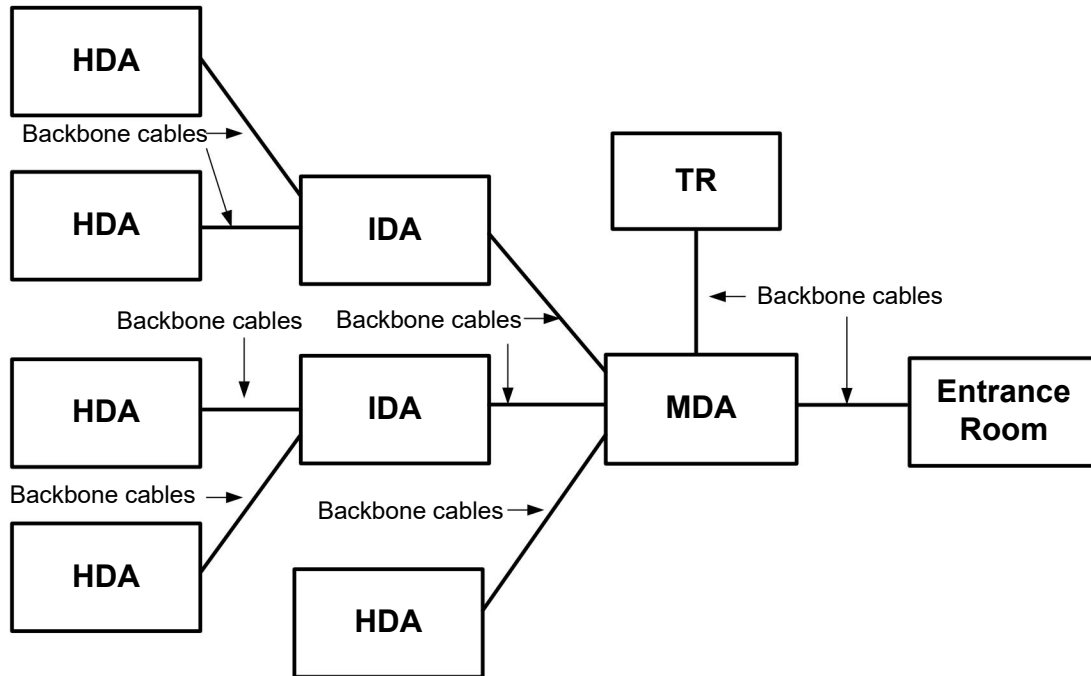 HDA
Backbone cables
HDA
IDA
TR
Backbone cables
Backbone cables
Backbone cables
HDA
IDA
MDA
Entrance
Room
Backbone cables
Backbone cables
HDA
HDA